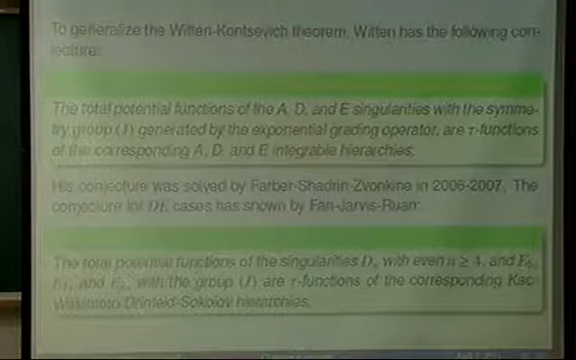 To generalize the Witten-Kontsevich theorem, Witten has the following con-
jecture:
The total potential functions of the A, D, and E singularities with the symme-
try group ⟨J⟩ generated by the exponential grading operator, are τ-functions
of the corresponding A, D, and E integrable hierarchies.
His conjecture was solved by Farber-Shadrin-Zvonkine in 2006-2007. The
conjecture for DE cases has shown by Fan-Jarvis-Ruan:
The total potential functions of the singularities Dₙ with even n ≥ 4, and E₆,
E₇, and E₈, with the group ⟨J⟩ are τ-functions of the corresponding Kac-
Wakimoto/Drinfeld-Sokolov hierarchies.